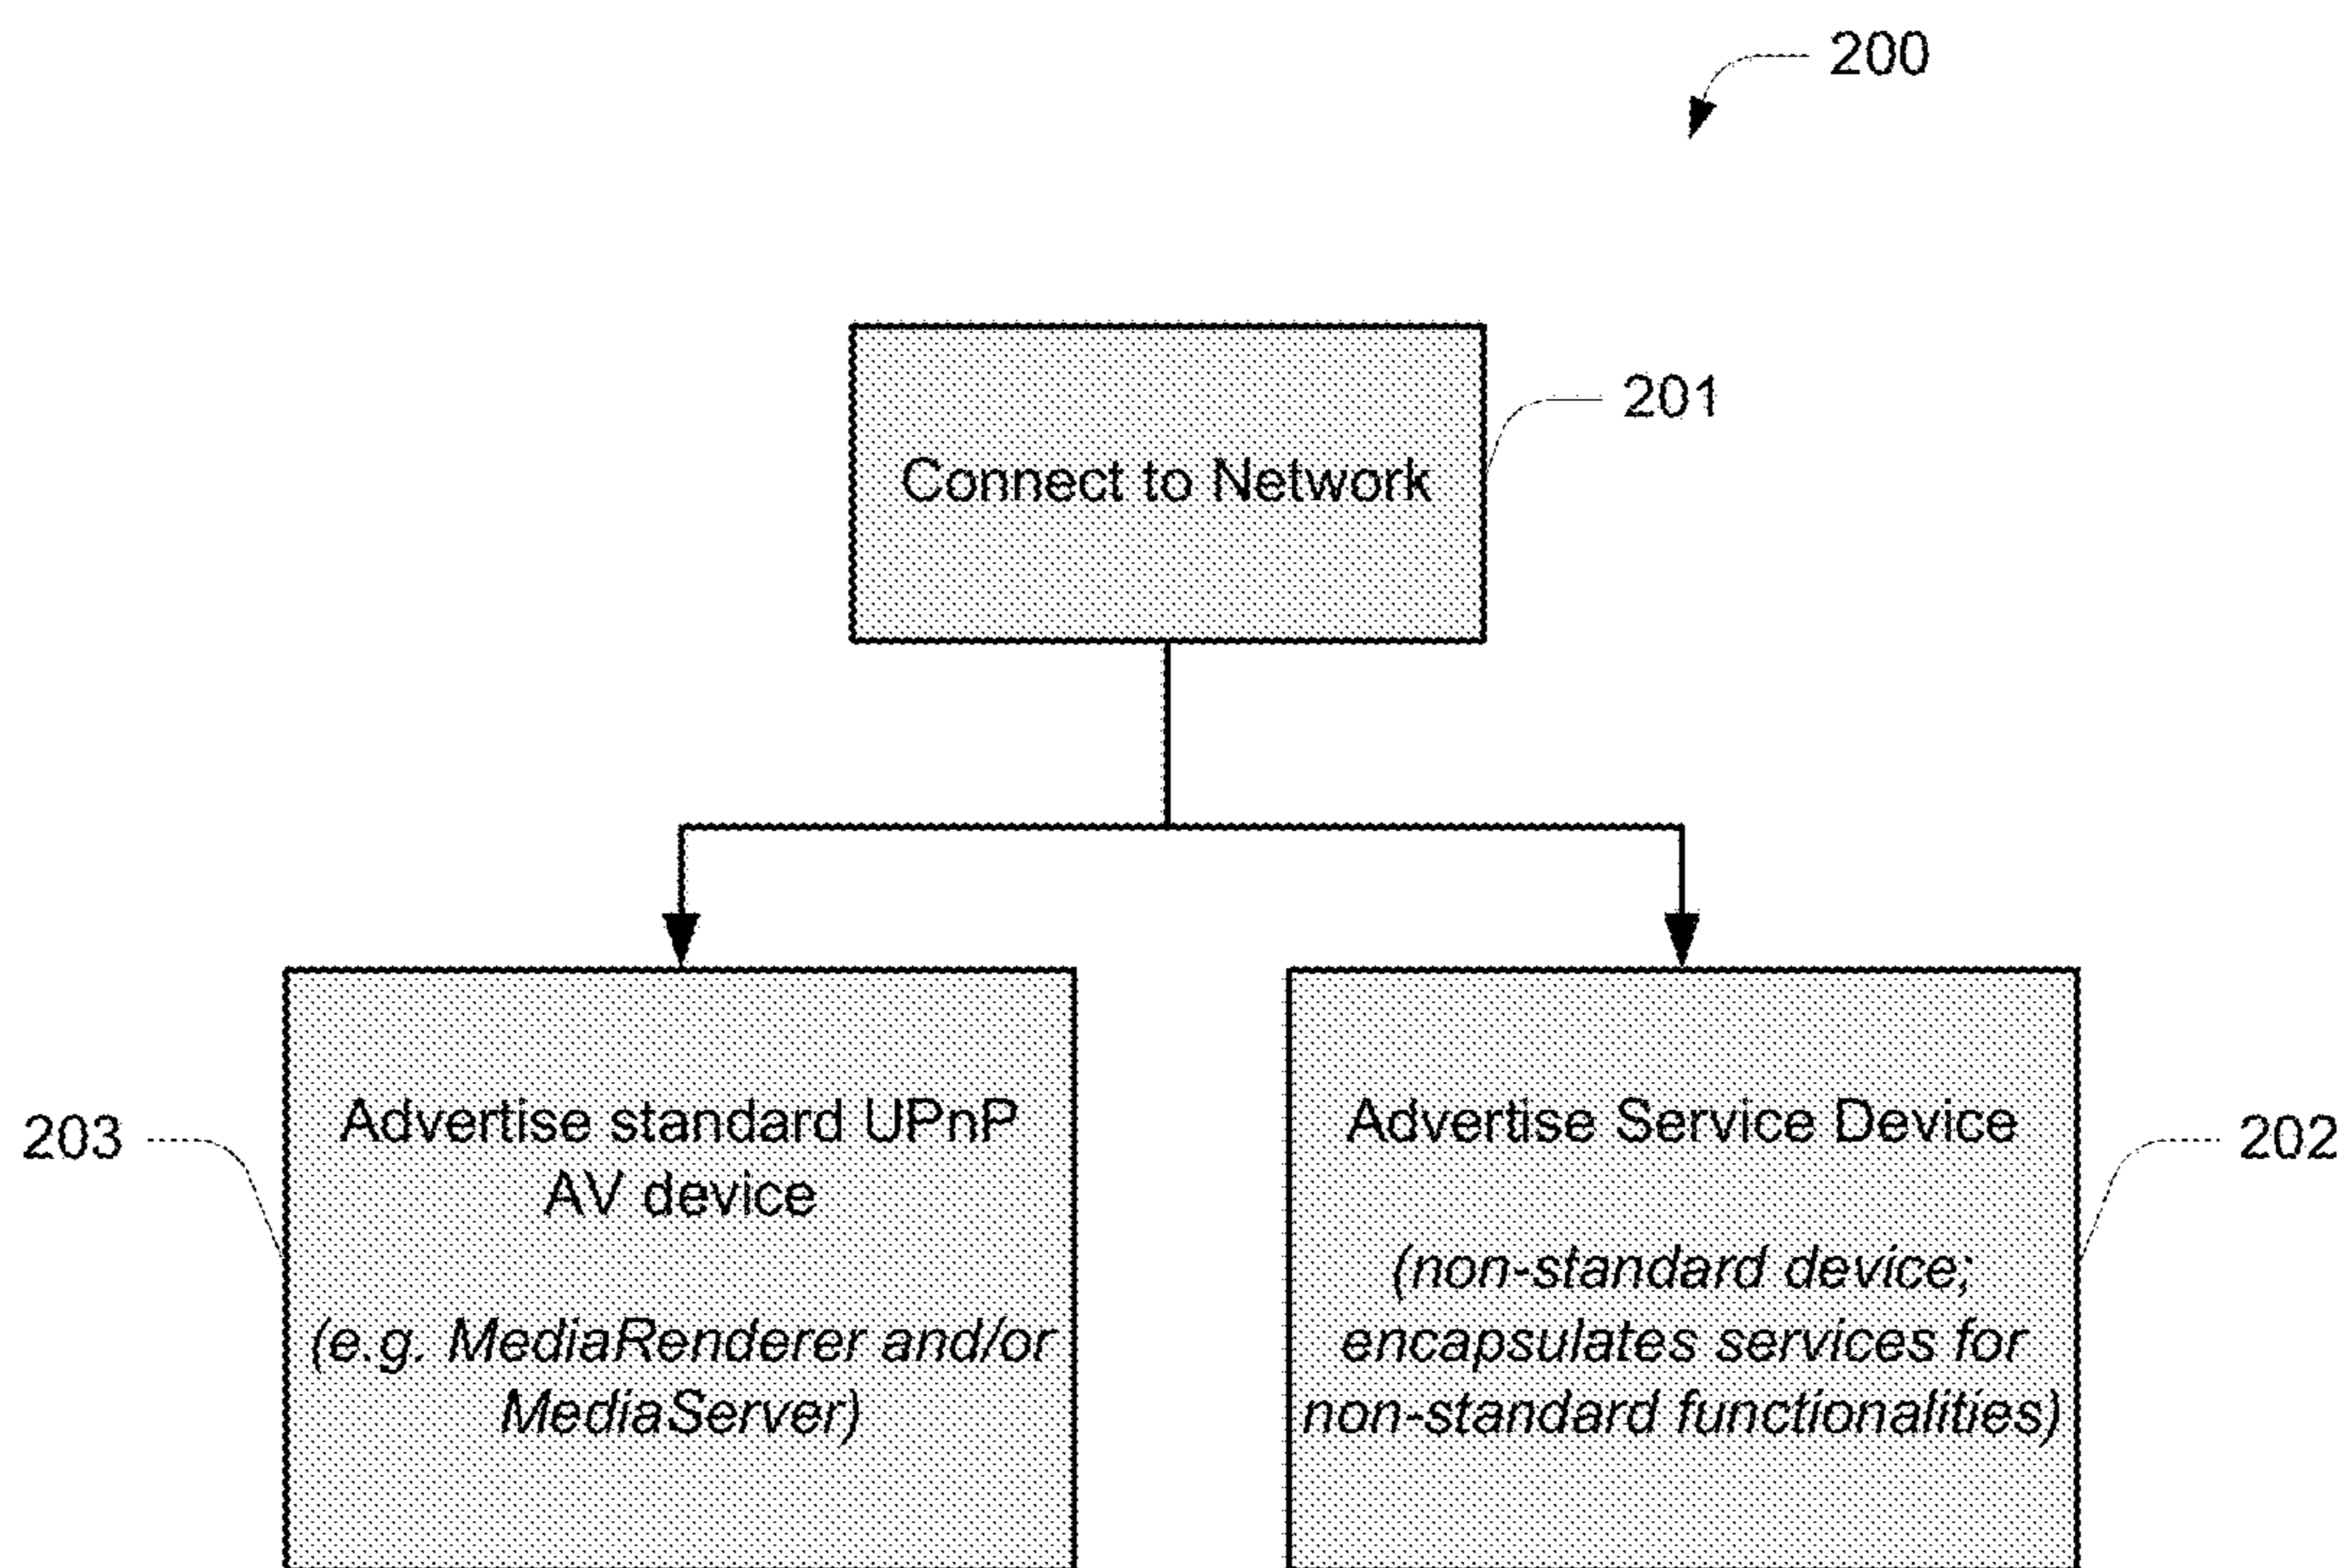 200
201
Connect to Network
203
Advertise standard UPnP
AV device
(e.g. MediaRenderer and/or
MediaServer)
Advertise Service Device
(non-standard device;
encapsulates services for
non-standard functionalities)
202